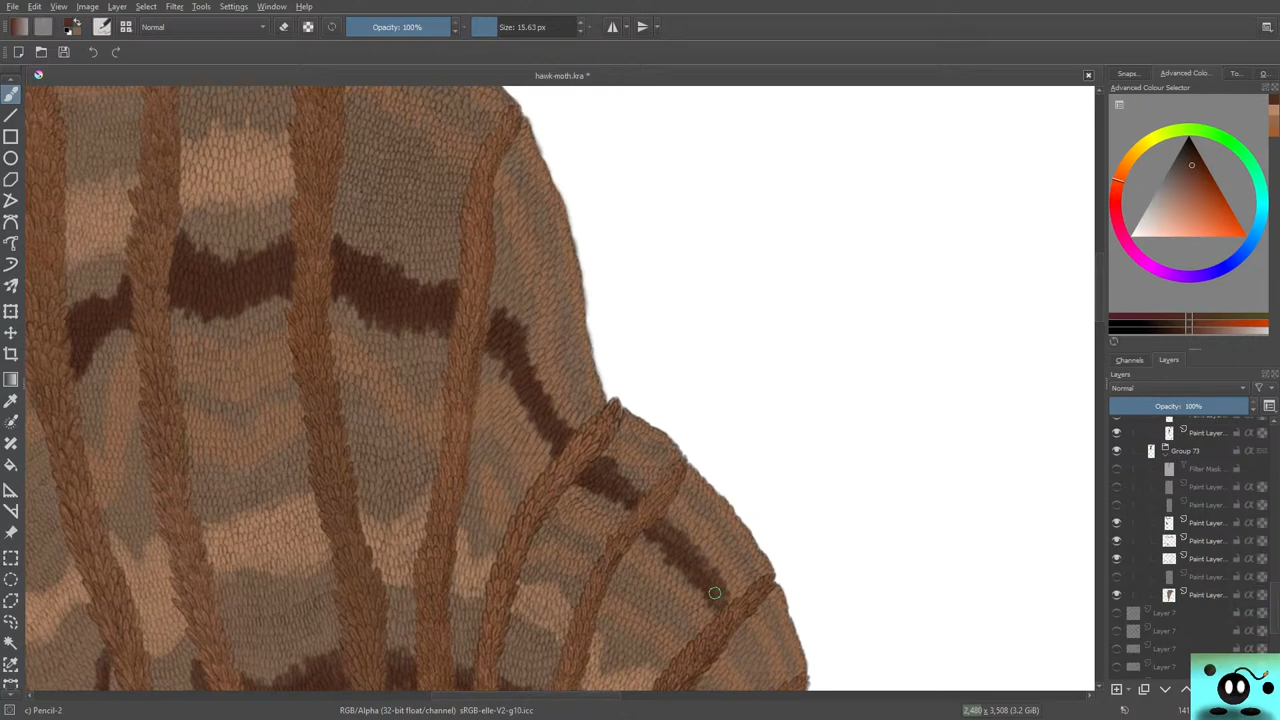 File Edit View Image Layer Select Filter Tools Settings Window Help
Normal Opacity: 100% Size: 15.63 px
hawk-moth.kra *
Snaps... Advanced Colo... To... O...
Advanced Colour Selector
Channels Layers
Layers
Normal
Opacity: 100%
Paint Layer...
Group 73
Filter Mask ...
Paint Layer...
Paint Layer...
Paint Layer...
Paint Layer...
Paint Layer...
Paint Layer...
Paint Layer...
Layer 7
Layer 7
Layer 7
Layer 7
c) Pencil-2 RGB/Alpha (32-bit float/channel) sRGB-elle-V2-g10.icc 2,480 x 3,508 (3.2 GiB)